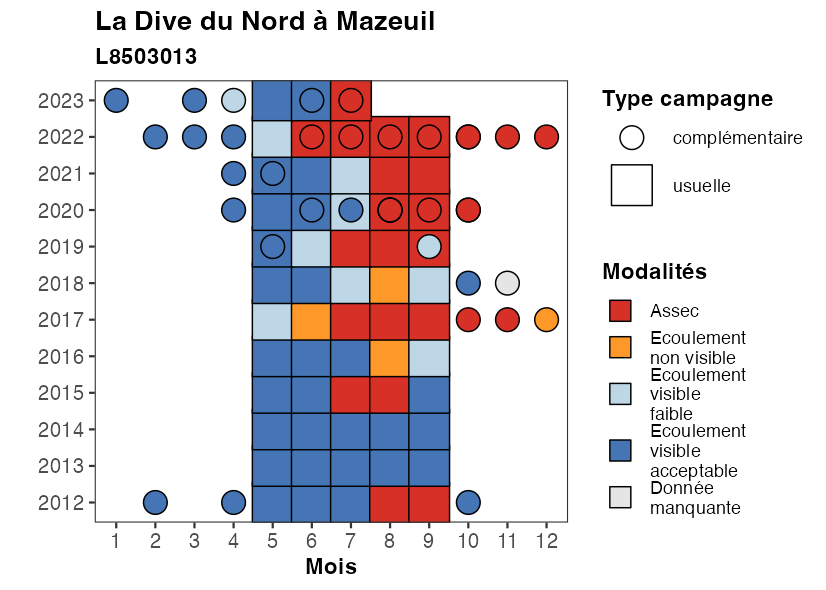 La Dive du Nord à Mazeuil
L8503013
2023
2022
2021
2020
2019
2018
2017
2016
2015
2014
2013
2012
1 2 3 4 5 6 7 8 9 10 11 12
Mois
Type campagne
complémentaire
usuelle
Modalités
Assec
Ecoulement
non visible
Ecoulement
visible
faible
Ecoulement
visible
acceptable
Donnée
manquante